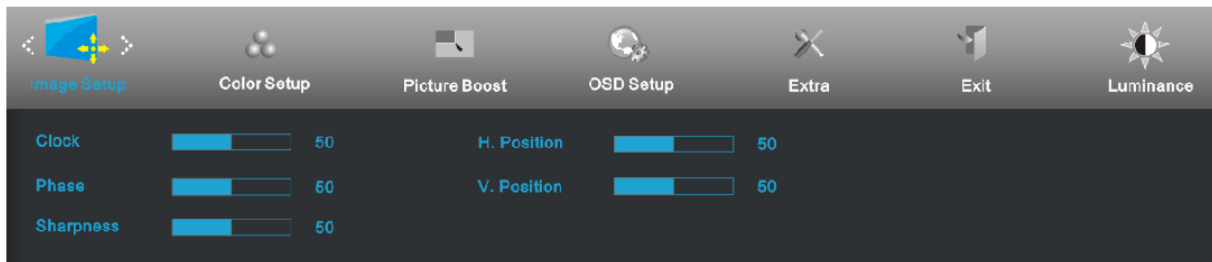 Image Setup Color Setup Picture Boost OSD Setup Extra Exit Luminance
Clock 50 H. Position 50
Phase 50 V. Position 50
Sharpness 50